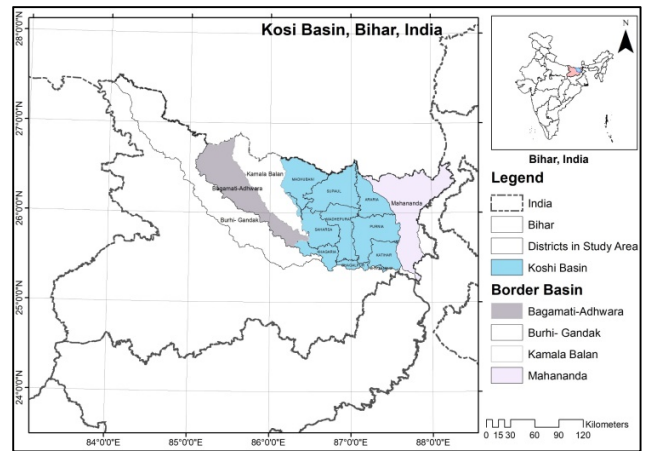 Kosi Basin, Bihar, India
28°0'0"N
27°0'0"N
26°0'0"N
25°0'0"N
24°0'0"N
84°0'0"E
85°0'0"E
86°0'0"E
87°0'0"E
88°0'0"E
Kamala Balan
Bagamati-Adhwara
Burhi- Gandak
Mahananda
MADHUBANI
SUPAUL
ARARIA
MADHEPURA
SAHARSA
PURNIA
KHAGARIA
KATIHAR
N
Bihar, India
Legend
India
Bihar
Districts in Study Area
Koshi Basin
Border Basin
Bagamati-Adhwara
Burhi- Gandak
Kamala Balan
Mahananda
Kilometers
0 15 30 60 90 120